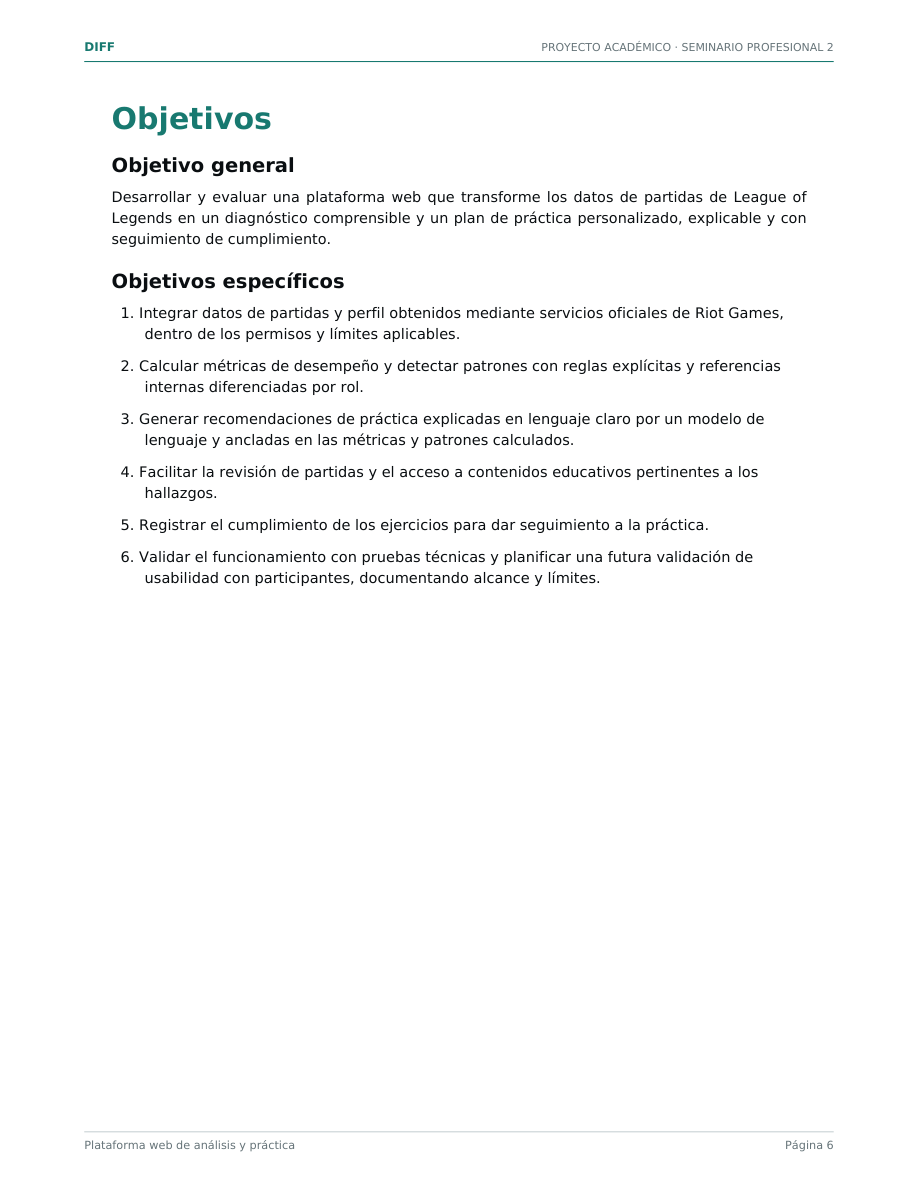 DIFF
PROYECTO ACADÉMICO · SEMINARIO PROFESIONAL 2
Objetivos
Objetivo general
Desarrollar y evaluar una plataforma web que transforme los datos de partidas de League of
Legends en un diagnóstico comprensible y un plan de práctica personalizado, explicable y con
seguimiento de cumplimiento.
Objetivos específicos
1. Integrar datos de partidas y perfil obtenidos mediante servicios oficiales de Riot Games,
dentro de los permisos y límites aplicables.
2. Calcular métricas de desempeño y detectar patrones con reglas explícitas y referencias
internas diferenciadas por rol.
3. Generar recomendaciones de práctica explicadas en lenguaje claro por un modelo de
lenguaje y ancladas en las métricas y patrones calculados.
4. Facilitar la revisión de partidas y el acceso a contenidos educativos pertinentes a los
hallazgos.
5. Registrar el cumplimiento de los ejercicios para dar seguimiento a la práctica.
6. Validar el funcionamiento con pruebas técnicas y planificar una futura validación de
usabilidad con participantes, documentando alcance y límites.
Plataforma web de análisis y práctica
Página 6